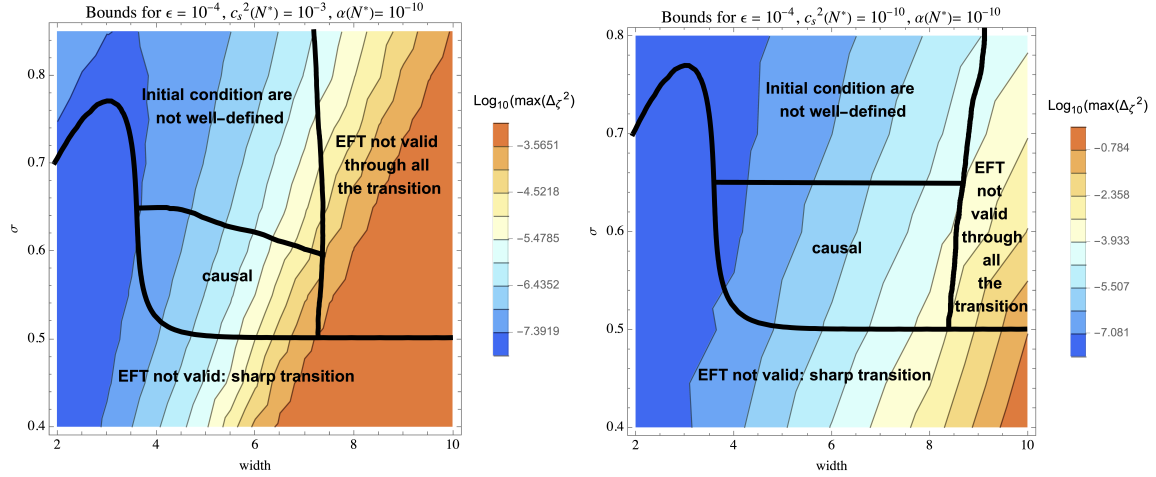 Bounds for ϵ = 10⁻⁴ , cₛ²(N*) = 10⁻³ , α(N*)= 10⁻¹⁰
0.8
0.7
0.6
0.5
0.4
σ
Initial condition are
not well-defined
EFT not valid
through all
the transition
causal
EFT not valid: sharp transition
2
4
6
8
10
width
Log₁₀(max(Δ_ζ²)
-3.5651
-4.5218
-5.4785
-6.4352
-7.3919
Bounds for ϵ = 10⁻⁴ , cₛ²(N*) = 10⁻¹⁰ , α(N*)= 10⁻¹⁰
0.8
0.7
0.6
0.5
0.4
σ
Initial condition are
not well-defined
EFT
not
valid
through
all
the
transition
causal
EFT not valid: sharp transition
2
4
6
8
10
width
Log₁₀(max(Δ_ζ²)
-0.784
-2.358
-3.933
-5.507
-7.081